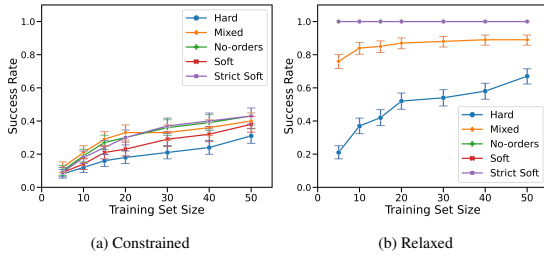 Success Rate
1.0
0.8
0.6
0.4
0.2
0.0
Hard
Mixed
No-orders
Soft
Strict Soft
0 10 20 30 40 50
Training Set Size
(a) Constrained
Success Rate
1.0
0.8
0.6
0.4
0.2
0.0
Hard
Mixed
No-orders
Soft
Strict Soft
0 10 20 30 40 50
Training Set Size
(b) Relaxed